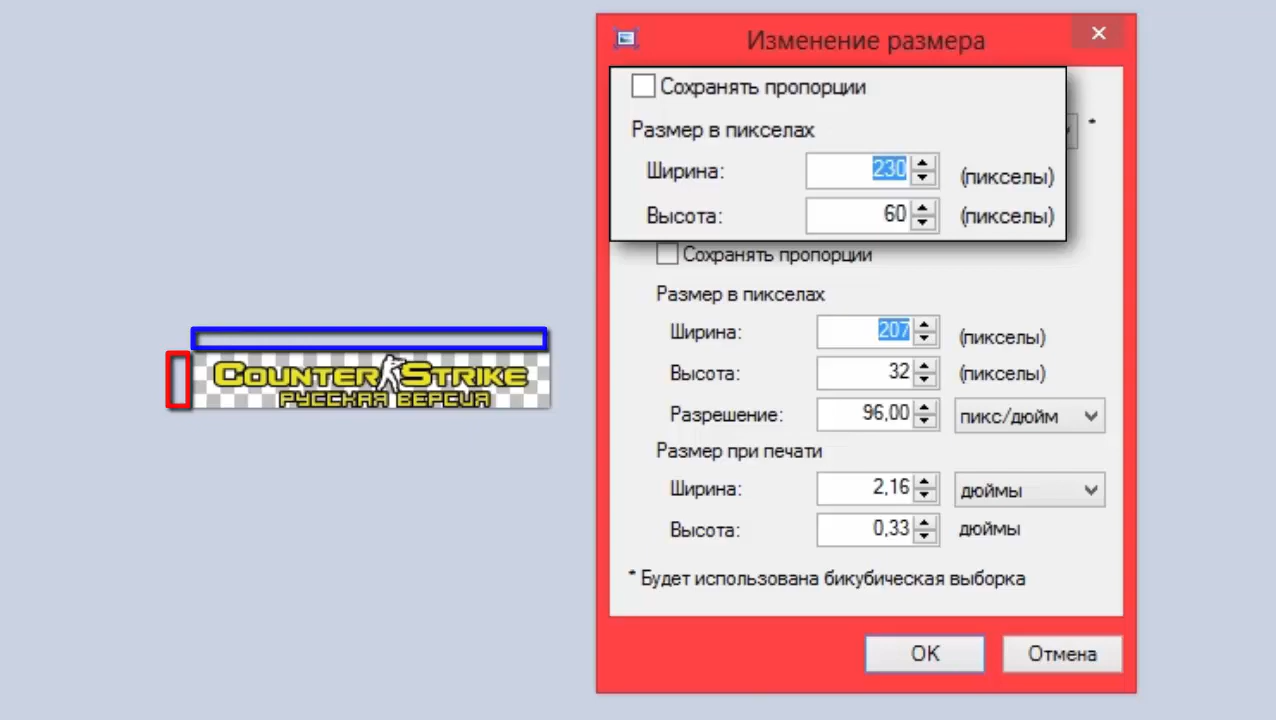 Изменение размера
Сохранять пропорции
Размер в пикселах
Ширина: 230 (пикселы)
Высота: 60 (пикселы)
*
Сохранять пропорции
Размер в пикселах
Ширина: 207 (пикселы)
Высота: 32 (пикселы)
Разрешение: 96,00 пикс/дюйм
Размер при печати
Ширина: 2,16 дюймы
Высота: 0,33 дюймы
* Будет использована бикубическая выборка
OK Отмена
COUNTER STRIKE
РУССКАЯ ВЕРСИЯ